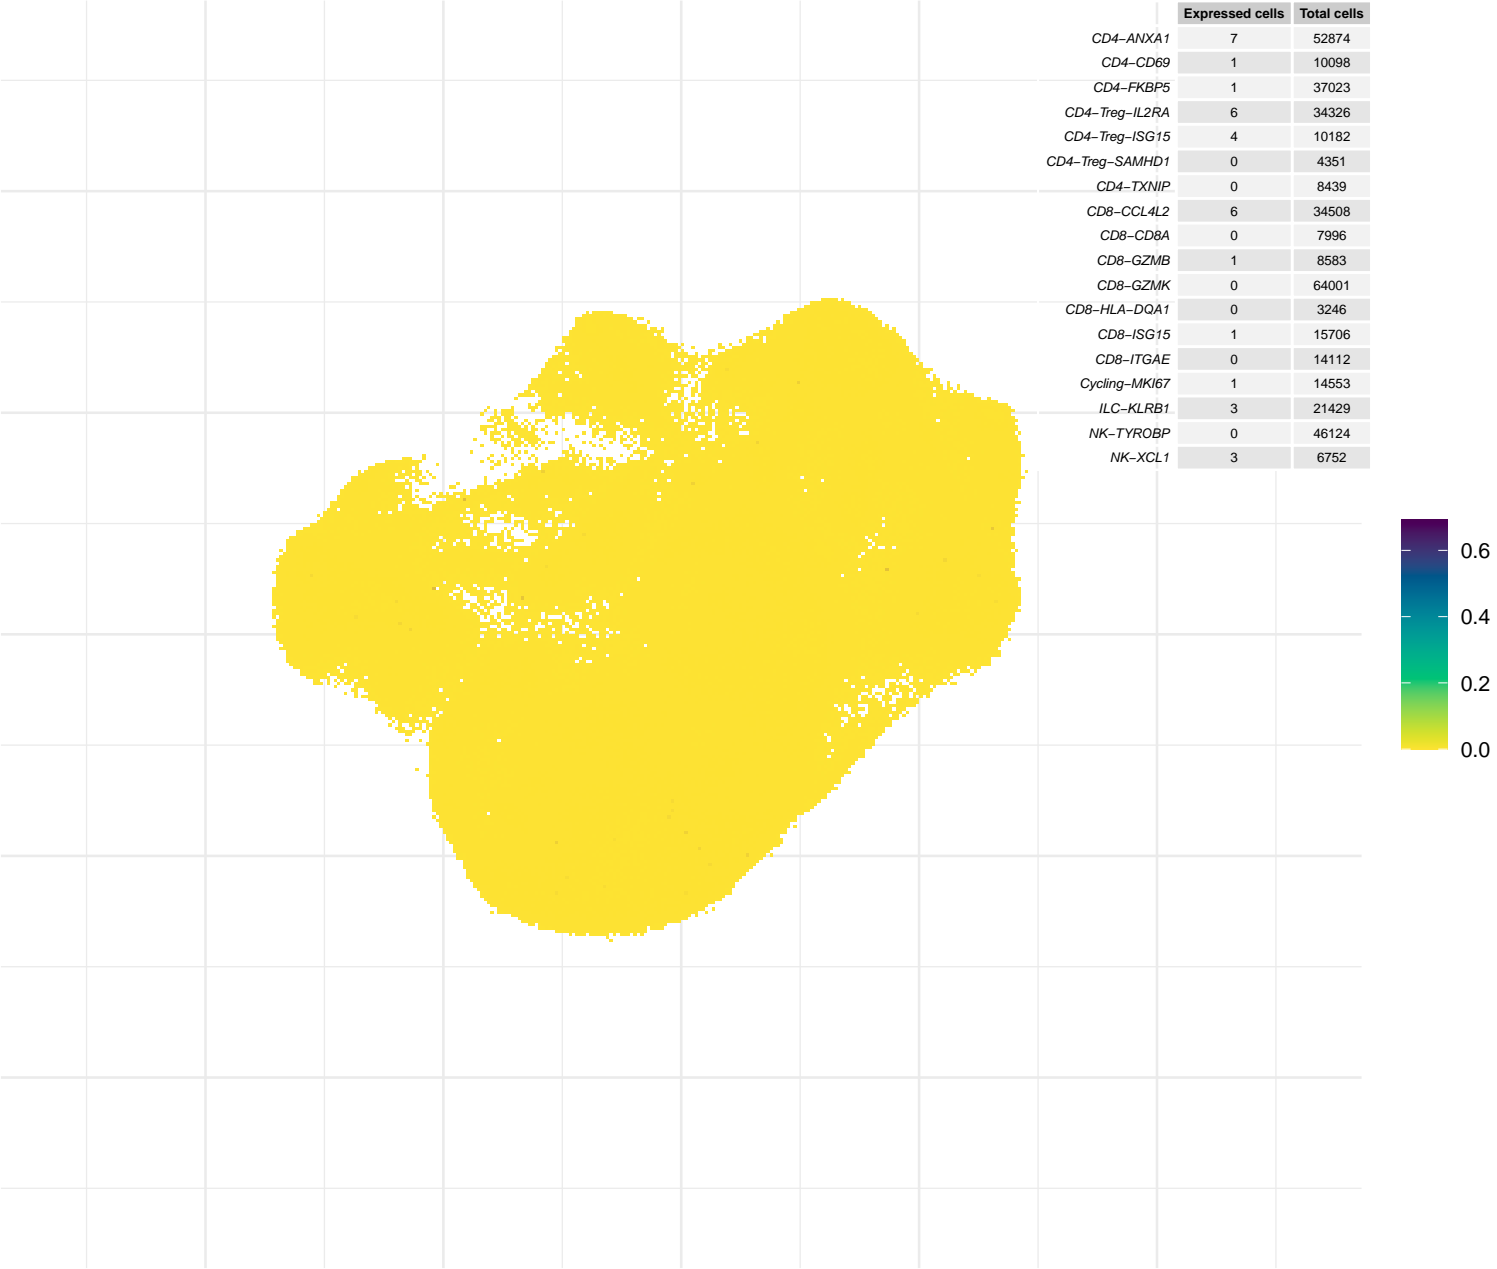 Expressed cells Total cells
CD4−ANXA1 7 52874
CD4−CD69 1 10098
CD4−FKBP5 1 37023
CD4−Treg−IL2RA 6 34326
CD4−Treg−ISG15 4 10182
CD4−Treg−SAMHD1 0 4351
CD4−TXNIP 0 8439
CD8−CCL4L2 6 34508
CD8−CD8A 0 7996
CD8−GZMB 1 8583
CD8−GZMK 0 64001
CD8−HLA−DQA1 0 3246
CD8−ISG15 1 15706
CD8−ITGAE 0 14112
Cycling−MKI67 1 14553
ILC−KLRB1 3 21429
NK−TYROBP 0 46124
NK−XCL1 3 6752
0.6
0.4
0.2
0.0